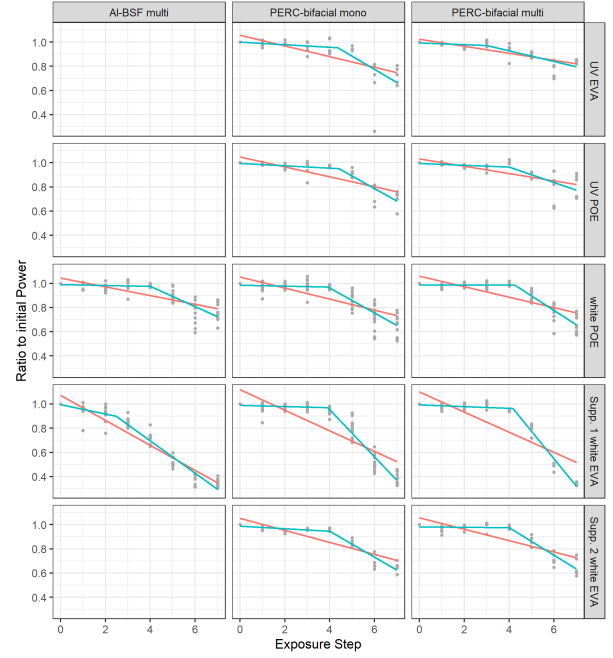 Al-BSF multi
PERC-bifacial mono
PERC-bifacial multi
1.0
0.8
0.6
0.4
UV EVA
1.0
0.8
0.6
0.4
UV POE
1.0
0.8
0.6
0.4
white POE
1.0
0.8
0.6
0.4
Supp. 1 white EVA
1.0
0.8
0.6
0.4
Supp. 2 white EVA
Ratio to initial Power
0 2 4 6
0 2 4 6
0 2 4 6
Exposure Step